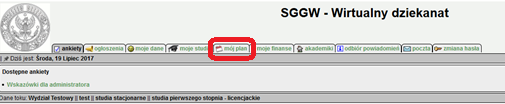 SGGW - Wirtualny dziekanat
ankiety ogłoszenia moje dane moje studia mój plan moje finanse akademiki odbiór powiadomień poczta zmiana hasła
Dziś jest: Środa, 19 Lipiec 2017
Dostępne ankiety
Wskazówki dla administratora
Dane toku: Wydział Testowy || test || studia stacjonarne || studia pierwszego stopnia - licencjackie